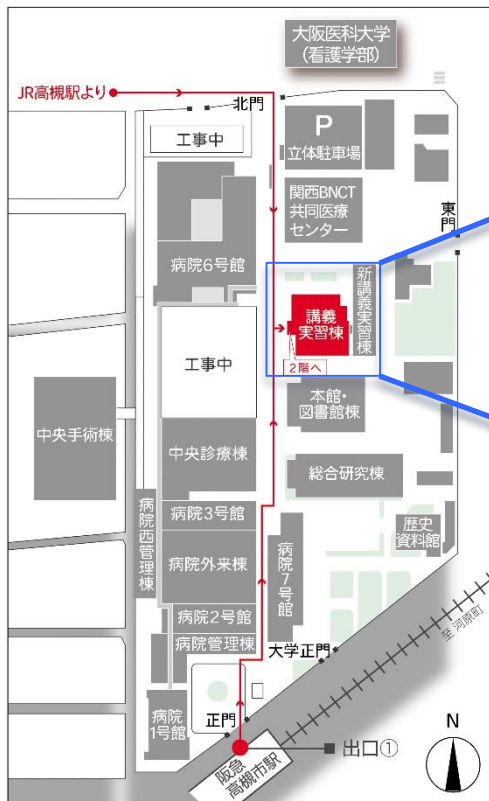 大阪医科大学
(看護学部)
JR高槻駅より
北門
工事中
P
立体駐車場
関西BNCT
共同医療
センター
東門
病院6号館
新講義実習棟
講義
実習棟
2階へ
工事中
本館・
図書館棟
中央手術棟
中央診療棟
総合研究棟
病院3号館
病院西管理棟
病院外来棟
病院7号館
歴史
資料館
病院2号館
病院管理棟
大学正門
至 河原町
病院
1号館
正門
阪急
高槻市駅
出口①
N